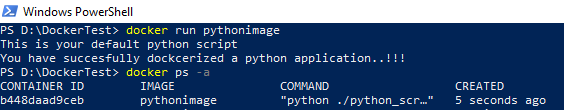 Windows PowerShell
PS D:\DockerTest> docker run pythonimage
This is your default python script
You have succesfully dockcerized a python application..!!!
PS D:\DockerTest> docker ps -a
CONTAINER ID IMAGE COMMAND CREATED
b448daad9ceb pythonimage "python ./python_scr…" 5 seconds ago